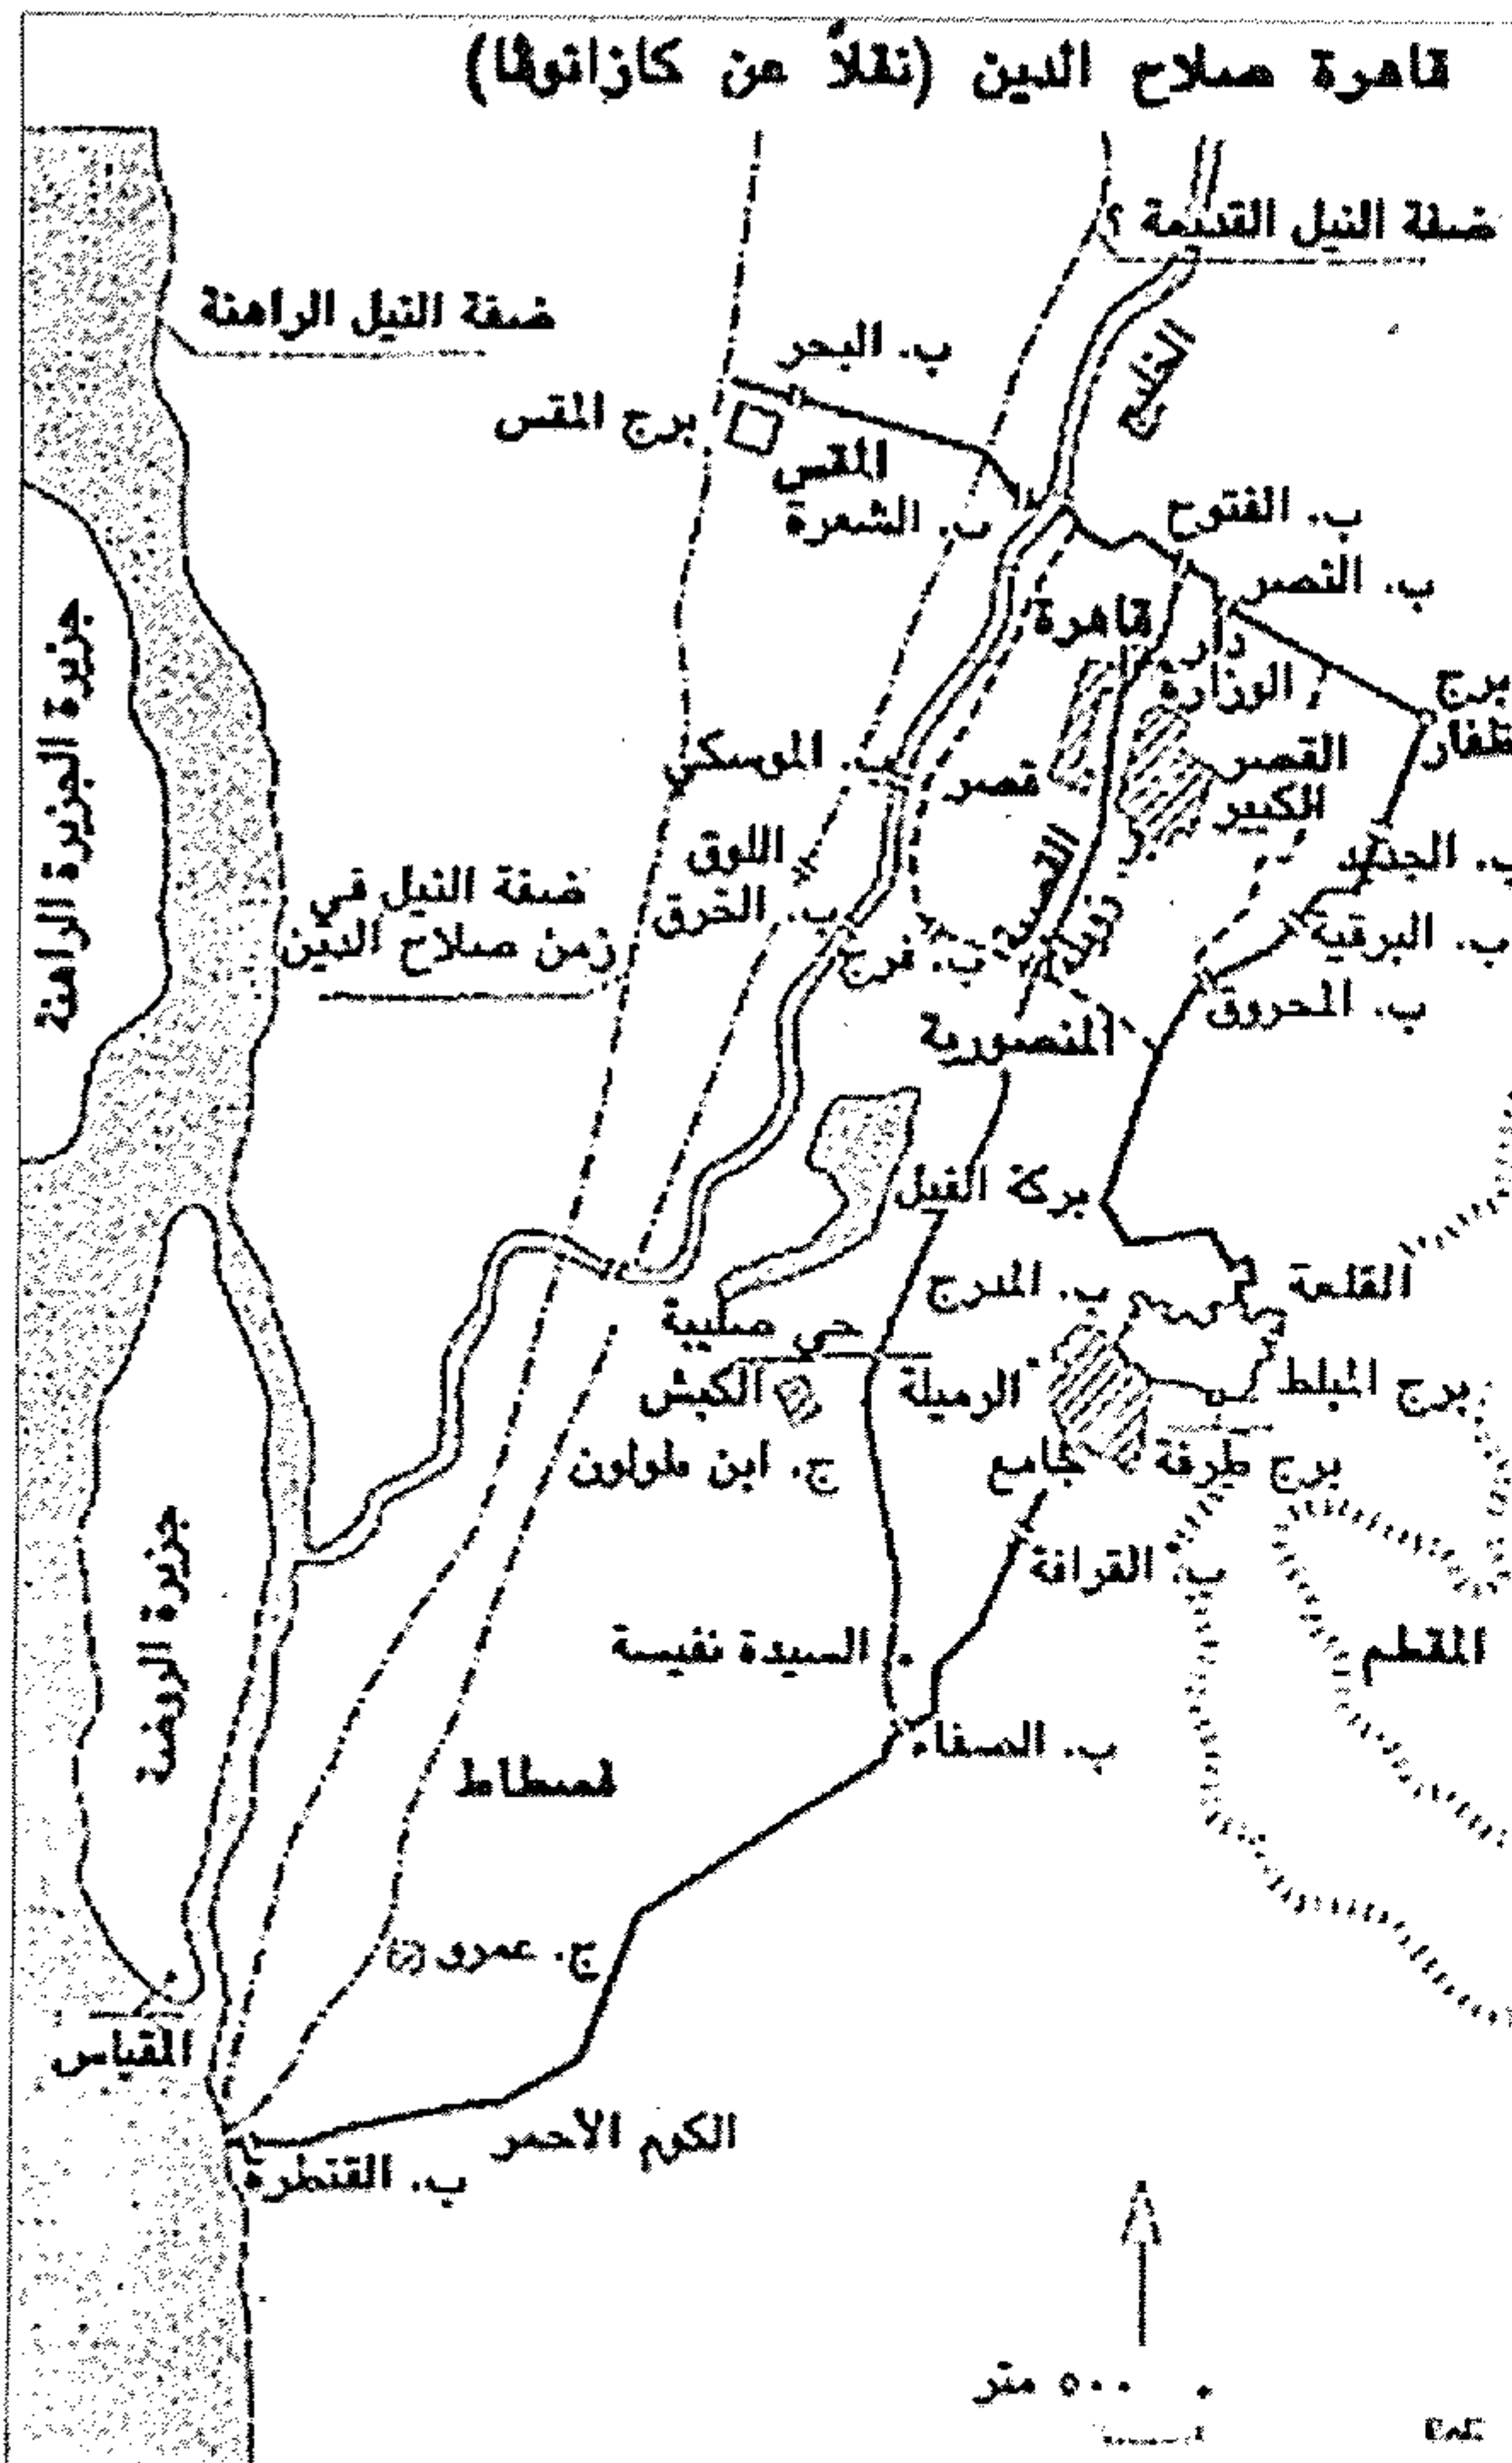 قاهرة صلاح الدين (نقلاً عن كازانوفا)
ضفة النيل القديمة ؟
ضفة النيل الراهنة
الخليج
ب. البحر
برج المقس
المقس
ب. الشعرة
ب. الفتوح
ب. النصر
قاهرة
دار
الوزارة
برج
ظفار
جزيرة الجزيرة الراهنة
ب. الموسكي
قصر
القصر
الكبير
اللوق
ب. الجديد
ضفة النيل في
زمن صلاح الدين
ب. الخرق
ب. فرج
ب. البرقية
ب. المحروق
المنصورية
بركة الفيل
القلعة
ب. المدرج
حي صليبة
الكبش
الرميلة
برج المبلط
ج. ابن طولون
جامع
برج طرفة
ب. القرافة
جزيرة الروضة
السيدة نفيسة
المقطم
ب. الصفاء
فسطاط
ج. عمرو
المقياس
الكوم الاحمر
ب. القنطرة
٥٠٠ متر
٠